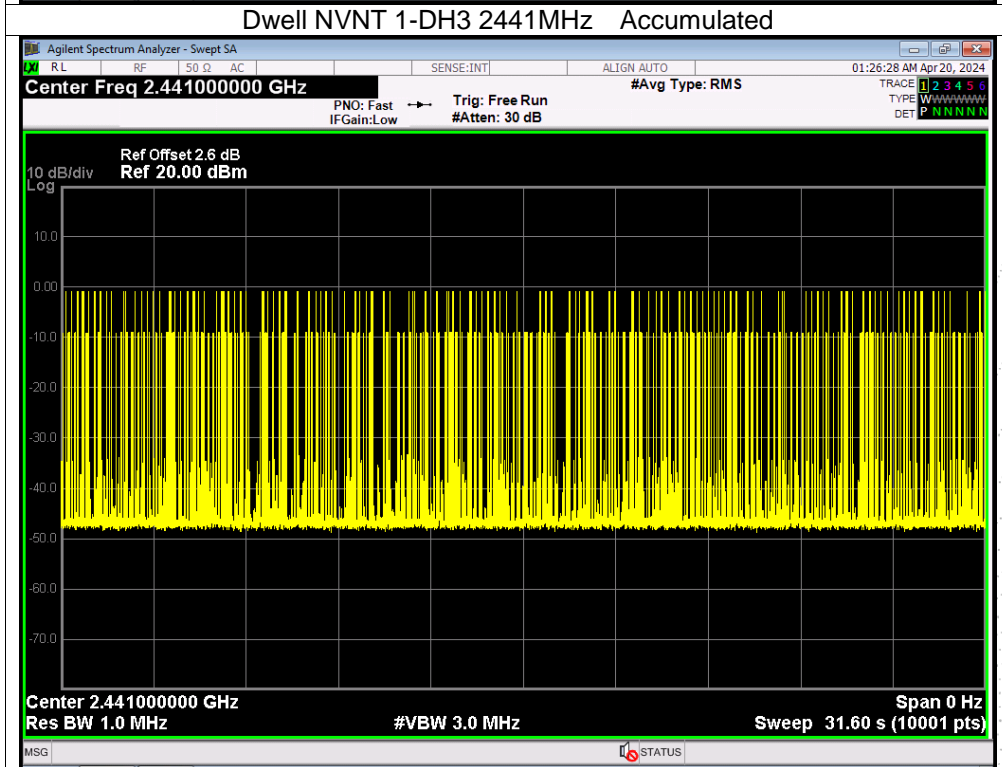 Dwell NVNT 1-DH3 2441MHz Accumulated
Agilent Spectrum Analyzer - Swept SA
LXI RL RF 50 Ω AC SENSE:INT ALIGN AUTO 01:26:28 AM Apr 20, 2024
Center Freq 2.441000000 GHz #Avg Type: RMS TRACE 1 2 3 4 5 6
PNO: Fast Trig: Free Run TYPE WWWWWW
IFGain:Low #Atten: 30 dB DET P N N N N N
Ref Offset 2.6 dB
10 dB/div Ref 20.00 dBm
Log
10.0
0.00
-10.0
-20.0
-30.0
-40.0
-50.0
-60.0
-70.0
Center 2.441000000 GHz Span 0 Hz
Res BW 1.0 MHz #VBW 3.0 MHz Sweep 31.60 s (10001 pts)
MSG STATUS